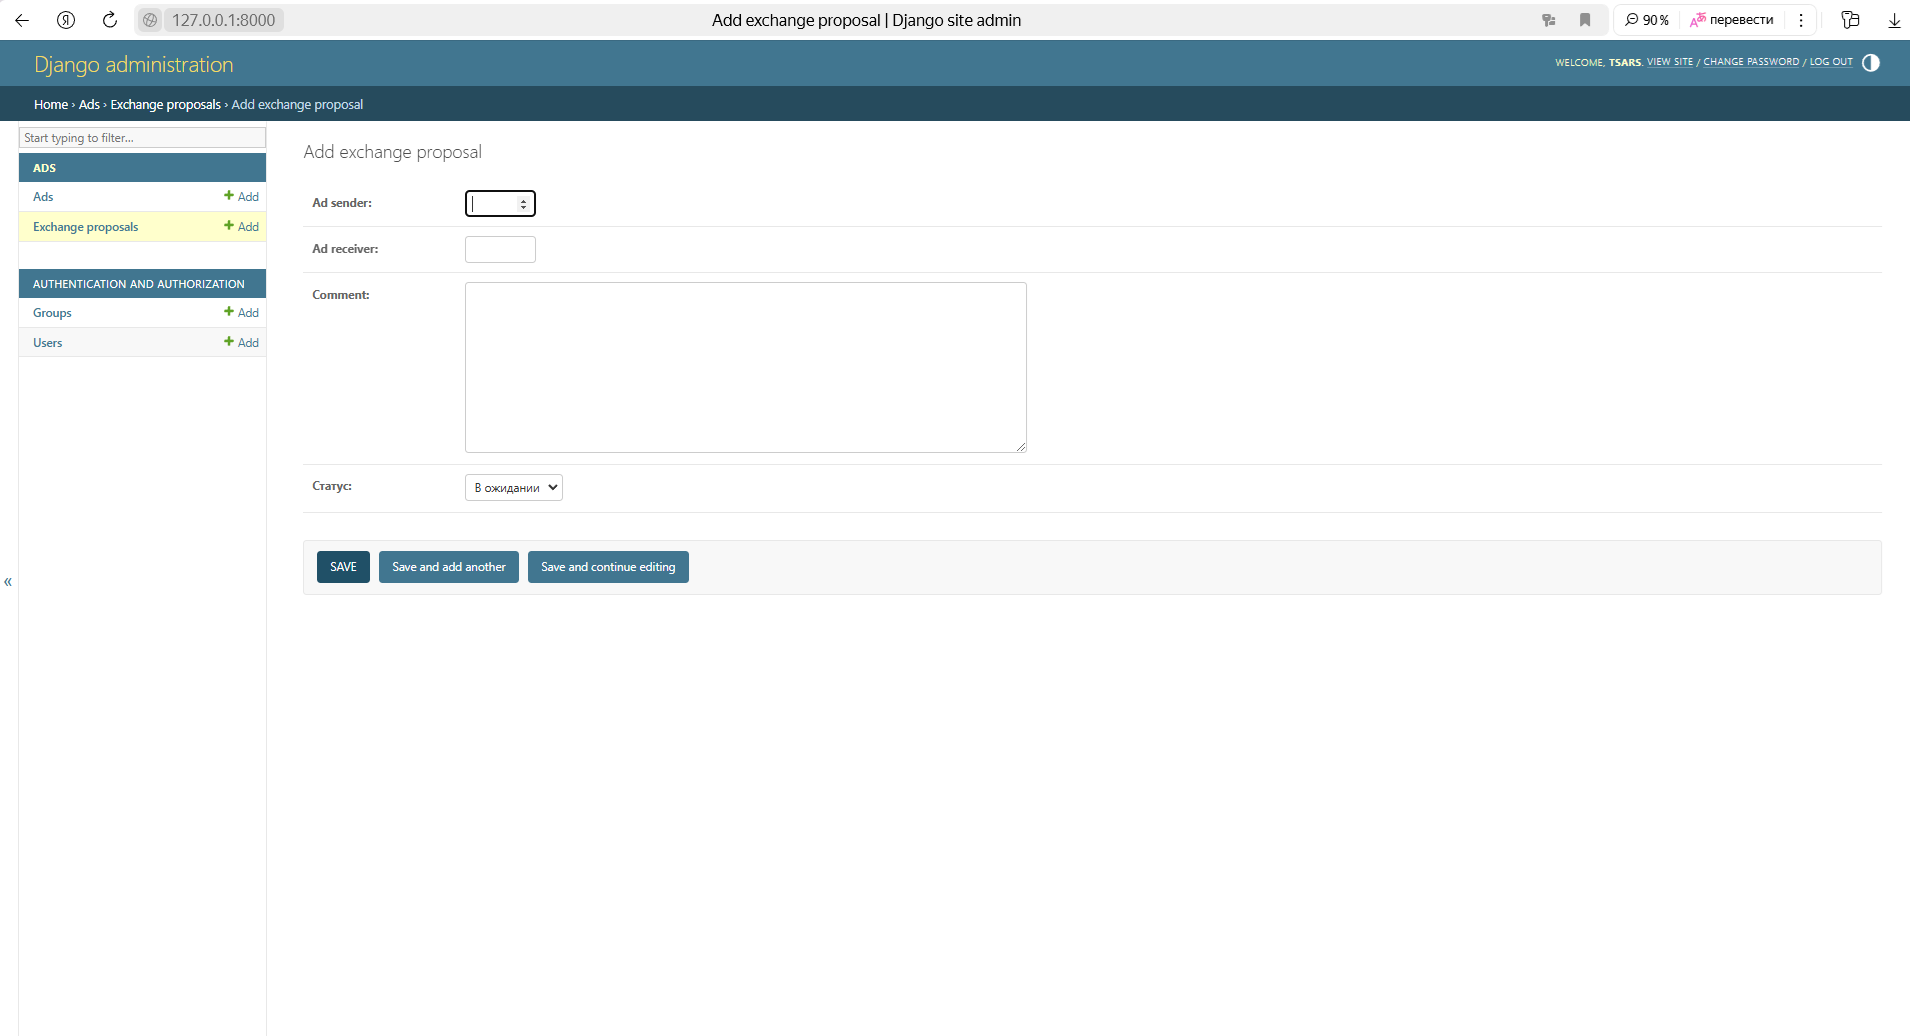 127.0.0.1:8000 Add exchange proposal | Django site admin 90% перевести
Django administration
WELCOME, TSARS. VIEW SITE / CHANGE PASSWORD / LOG OUT
Home › Ads › Exchange proposals › Add exchange proposal
Start typing to filter...
ADS
Ads + Add
Exchange proposals + Add
AUTHENTICATION AND AUTHORIZATION
Groups + Add
Users + Add
«
Add exchange proposal
Ad sender:
Ad receiver:
Comment:
Статус: В ожидании
SAVE Save and add another Save and continue editing